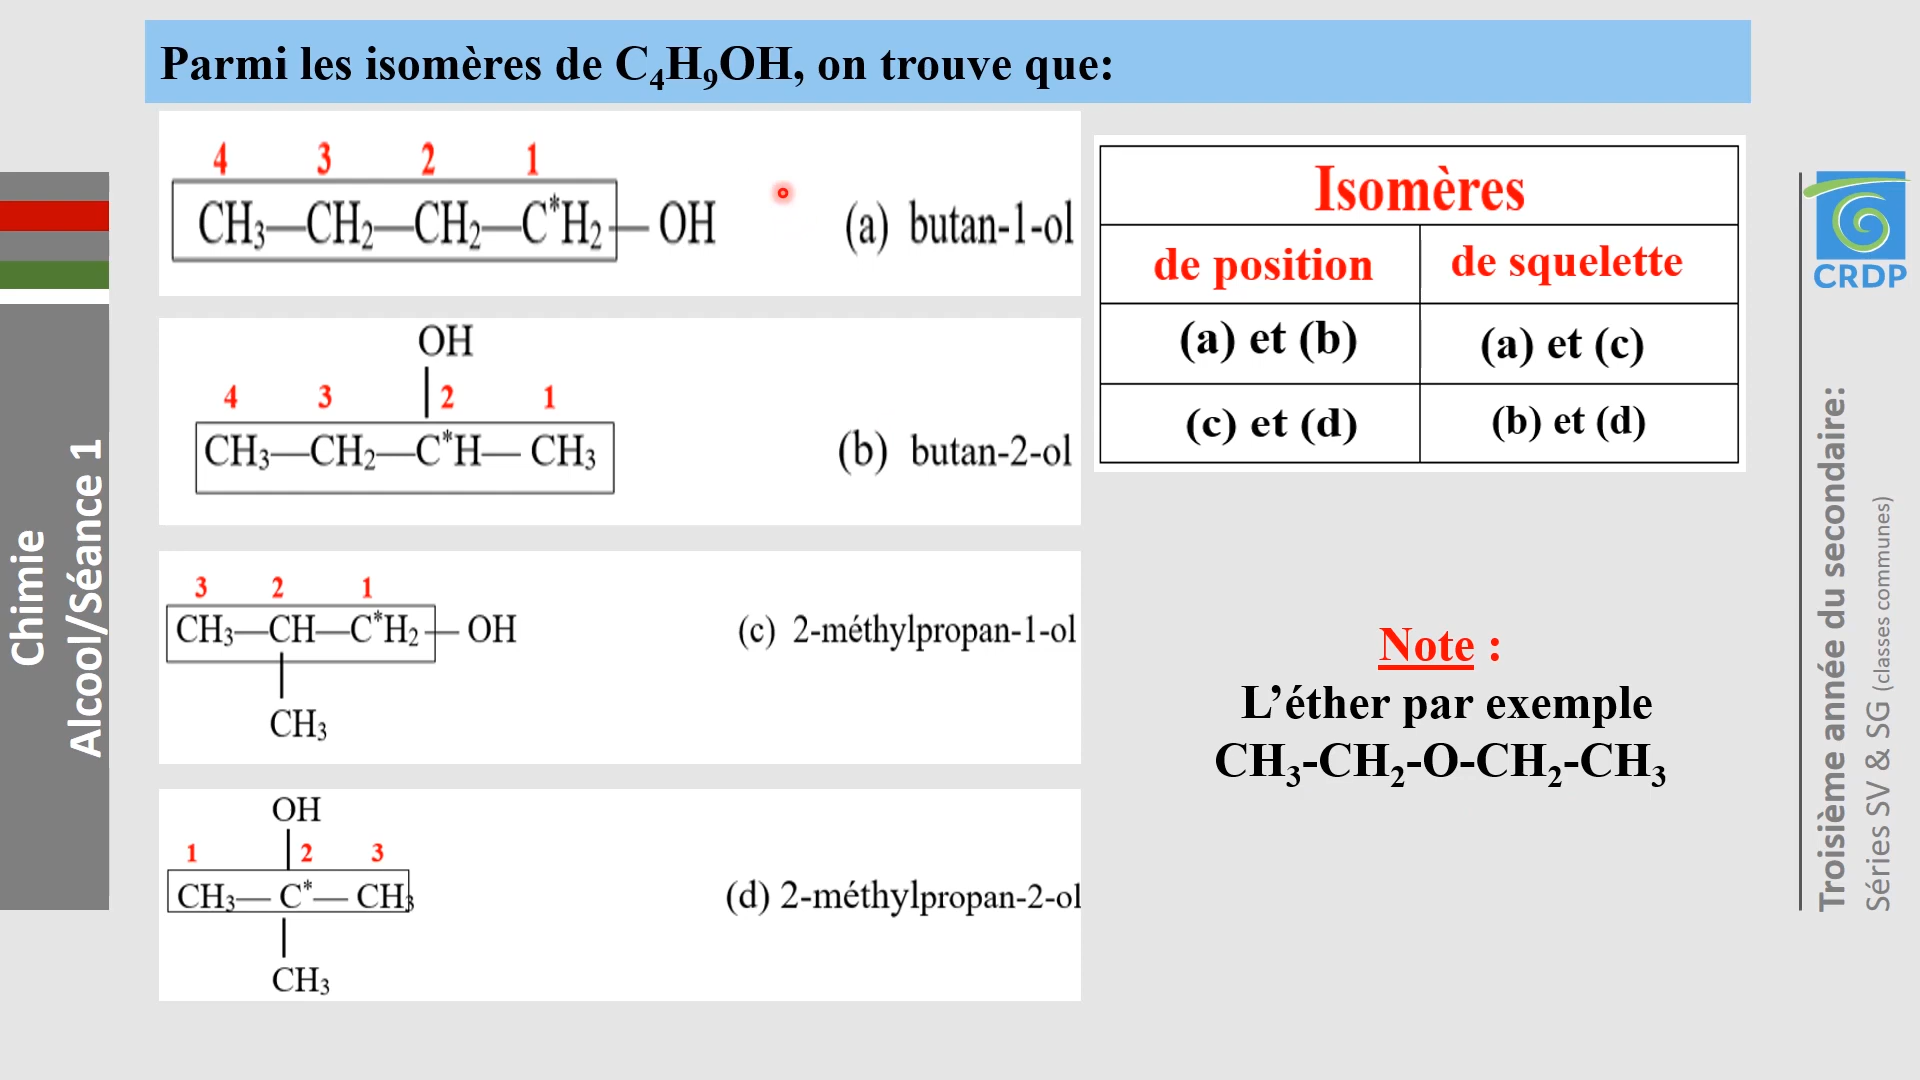 Parmi les isomères de C₄H₉OH, on trouve que:
4 3 2 1
CH₃—CH₂—CH₂—C*H₂— OH (a) butan-1-ol
OH
4 3 2 1
CH₃—CH₂—C*H— CH₃ (b) butan-2-ol
3 2 1
CH₃—CH—C*H₂— OH (c) 2-méthylpropan-1-ol
CH₃
OH
1 2 3
CH₃— C* — CH₃ (d) 2-méthylpropan-2-ol
CH₃
Isomères
de position de squelette
(a) et (b) (a) et (c)
(c) et (d) (b) et (d)
Note :
L’éther par exemple
CH₃-CH₂-O-CH₂-CH₃
Chimie
Alcool/Séance 1
CRDP
Troisième année du secondaire:
Séries SV & SG (classes communes)